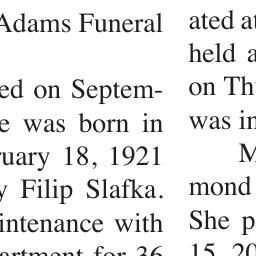 Adams Funeral
ed on Septem-
e was born in
ruary 18, 1921
y Filip Slafka.
intenance with
artment for 36
ated at
held a
on Th
was in
M
mond
She p
15, 20